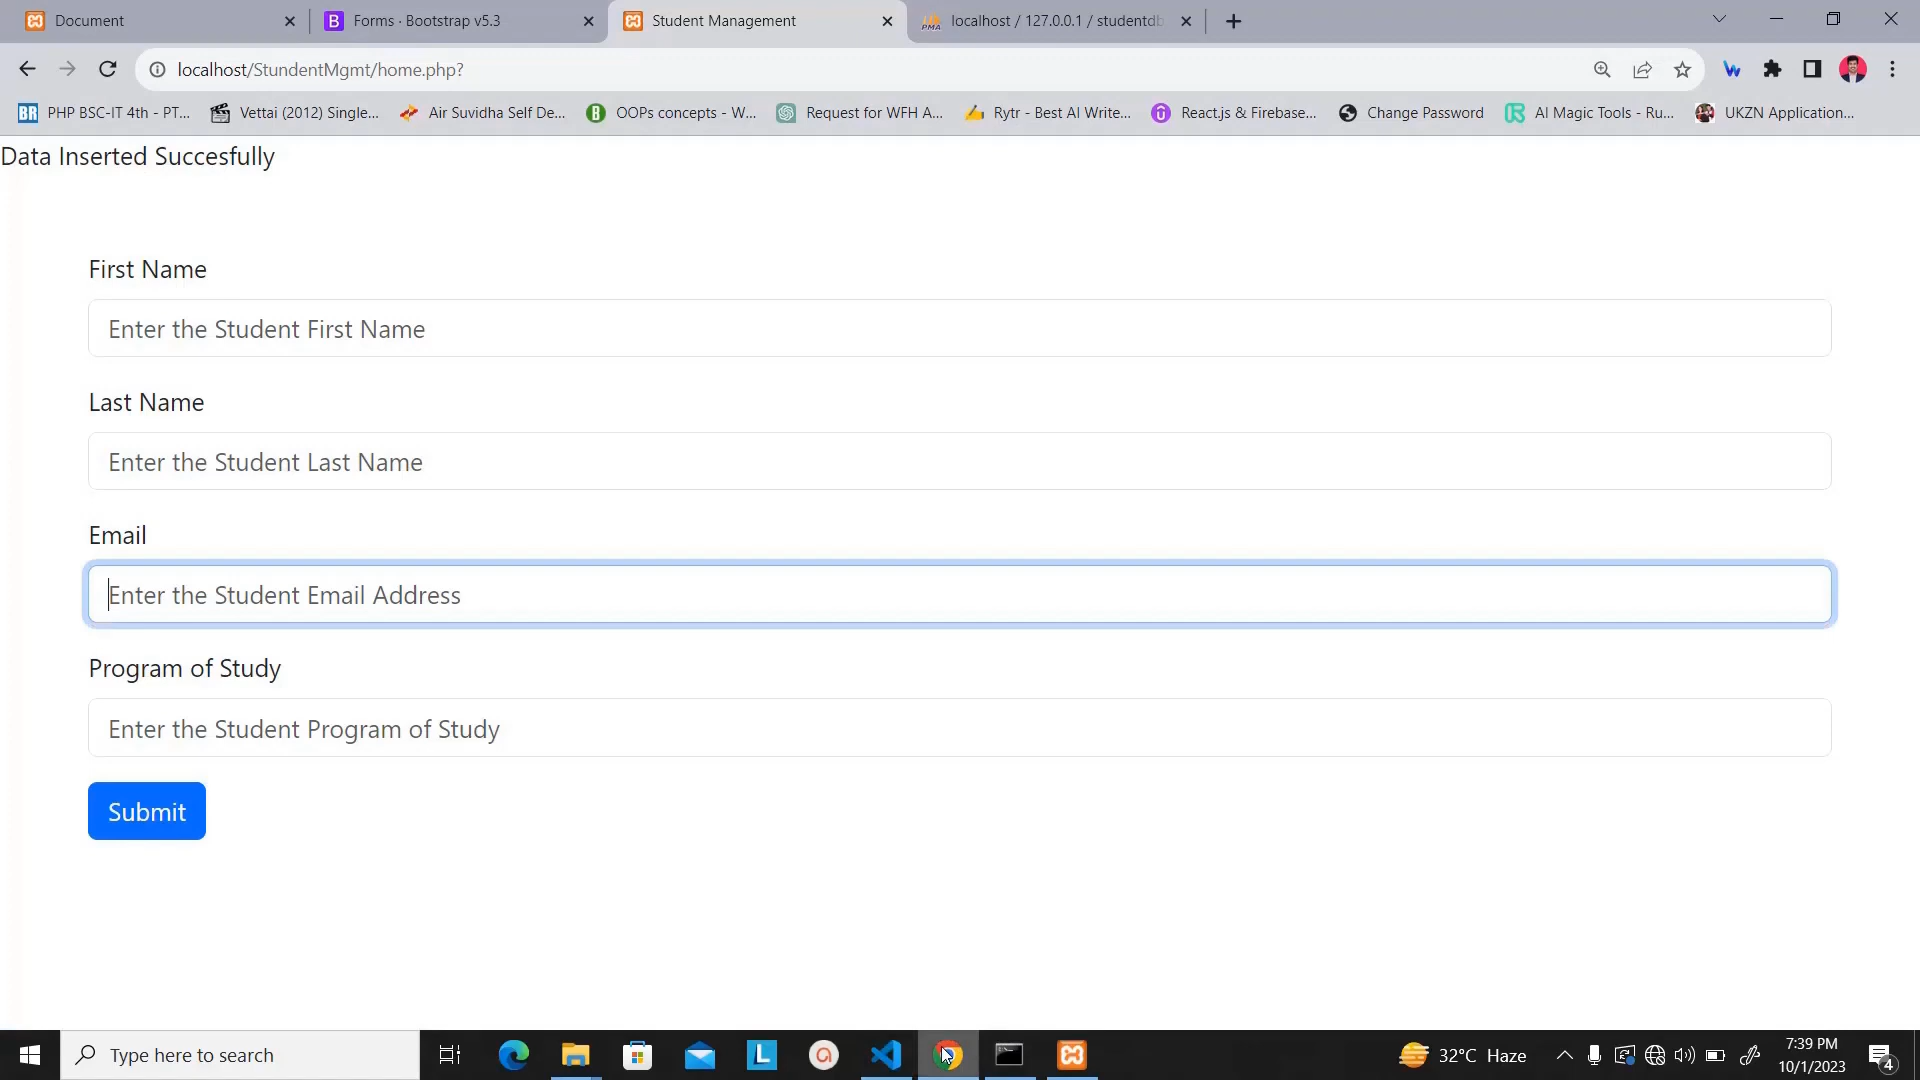 Document
Forms · Bootstrap v5.3
Student Management
localhost / 127.0.0.1 / studentdb
localhost/StundentMgmt/home.php?
PHP BSC-IT 4th - PT...
Vettai (2012) Single...
Air Suvidha Self De...
OOPs concepts - W...
Request for WFH A...
Rytr - Best AI Write...
React.js & Firebase...
Change Password
AI Magic Tools - Ru...
UKZN Application...
Data Inserted Succesfully
First Name
Enter the Student First Name
Last Name
Enter the Student Last Name
Email
Enter the Student Email Address
Program of Study
Enter the Student Program of Study
Submit
Type here to search
32°C Haze
7:39 PM
10/1/2023
4